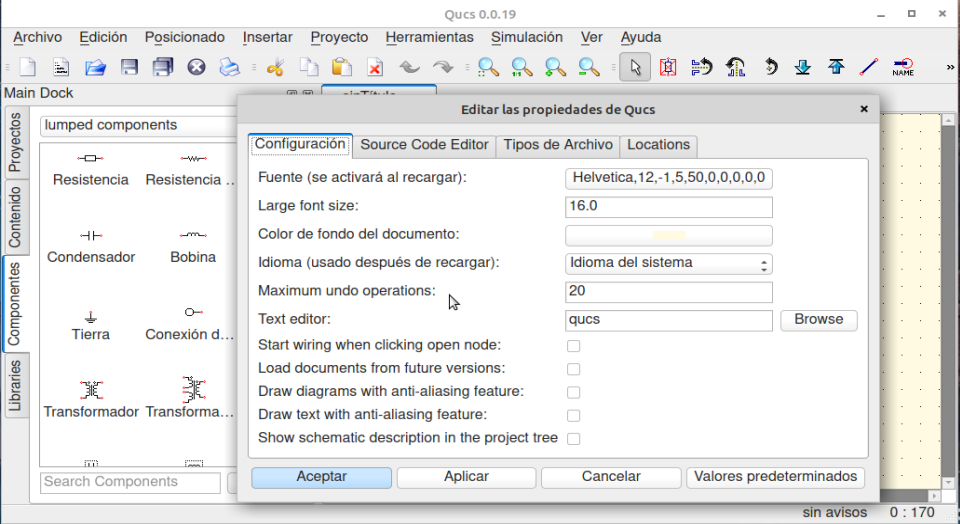 Qucs 0.0.19
Archivo Edición Posicionado Insertar Proyecto Herramientas Simulación Ver Ayuda
NAME
»
Main Dock
Proyectos
Contenido
Componentes
Libraries
lumped components
Resistencia Resistencia ...
Condensador Bobina
Tierra Conexión d...
Transformador Transforma...
Search Components
Editar las propiedades de Qucs
Configuración Source Code Editor Tipos de Archivo Locations
Fuente (se activará al recargar): Helvetica,12,-1,5,50,0,0,0,0,0
Large font size: 16.0
Color de fondo del documento:
Idioma (usado después de recargar): Idioma del sistema
Maximum undo operations: 20
Text editor: qucs Browse
Start wiring when clicking open node:
Load documents from future versions:
Draw diagrams with anti-aliasing feature:
Draw text with anti-aliasing feature:
Show schematic description in the project tree
Aceptar Aplicar Cancelar Valores predeterminados
sin avisos 0 : 170